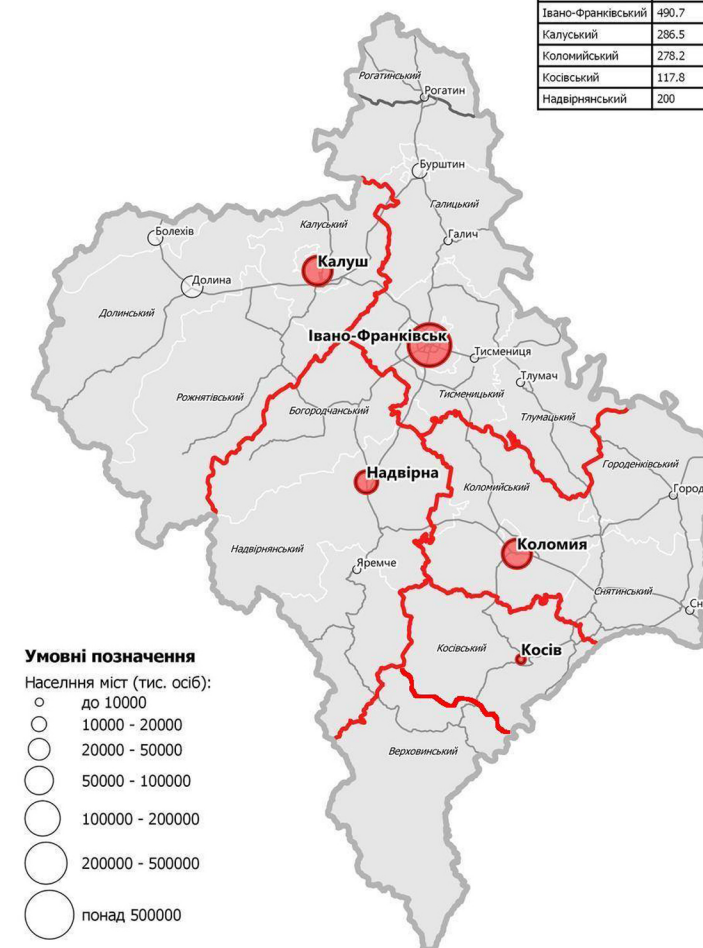 Івано-Франківський 490.7
Калуський 286.5
Коломийський 278.2
Косівський 117.8
Надвірнянський 200
Рогатинський
Рогатин
Бурштин
Галицький
Калуський
Болехів
Галич
Калуш
Долина
Долинський
Івано-Франківськ
Тисмениця
Тлумач
Тисменицький
Рожнятівський
Богородчанський
Тлумацький
Городенківський
Надвірна
Коломийський
Город
Коломия
Надвірнянський
Яремче
Снятинський
Сн
Косівський
Косів
Верховинський
Умовні позначення
Населння міст (тис. осіб):
до 10000
10000 - 20000
20000 - 50000
50000 - 100000
100000 - 200000
200000 - 500000
понад 500000